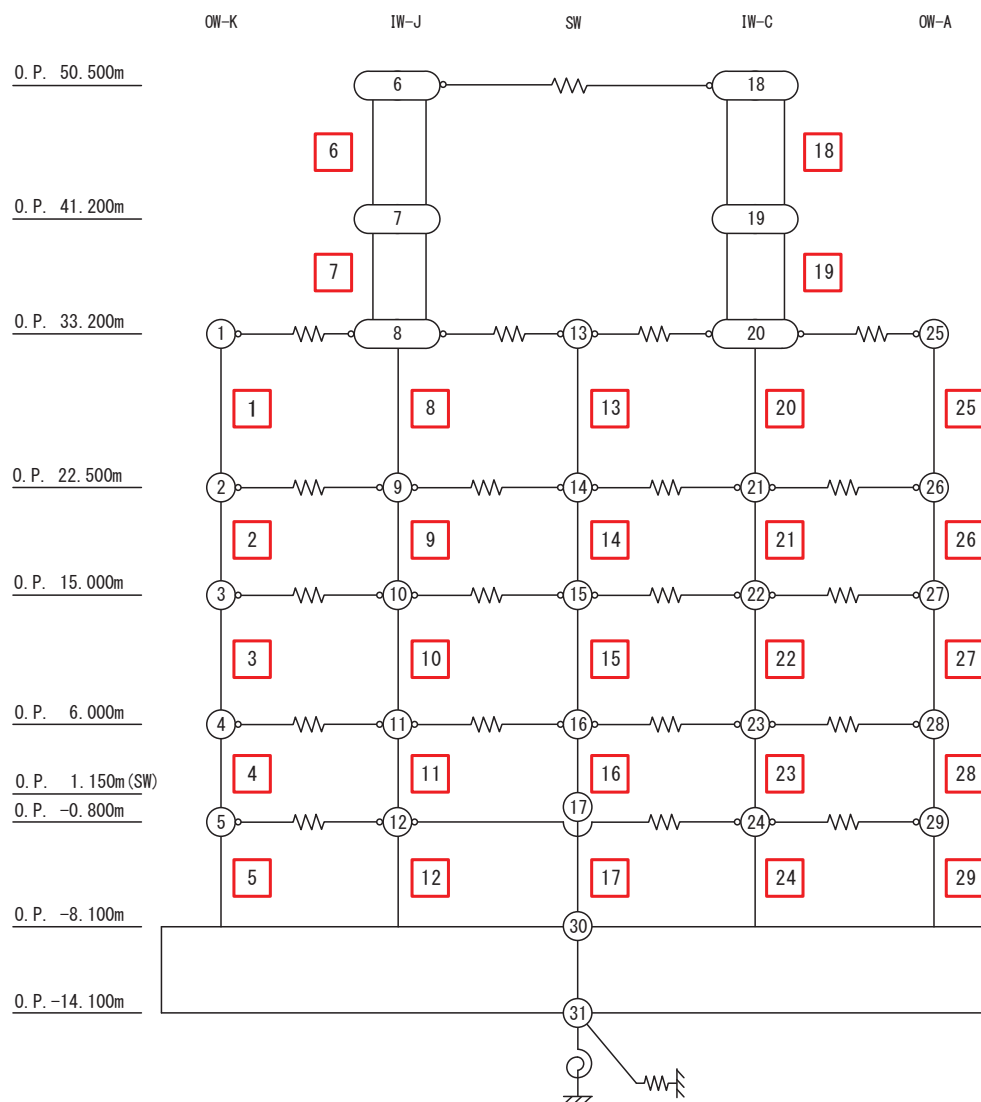 OW-K IW-J SW IW-C OW-A
O.P. 50.500m 6 18
6 18
O.P. 41.200m 7 19
7 19
O.P. 33.200m 1 8 13 20 25
1 8 13 20 25
O.P. 22.500m 2 9 14 21 26
2 9 14 21 26
O.P. 15.000m 3 10 15 22 27
3 10 15 22 27
O.P. 6.000m 4 11 16 23 28
4 11 16 23 28
O.P. 1.150m(SW) 17
O.P. -0.800m 5 12 24 29
5 12 17 24 29
O.P. -8.100m 30
O.P.-14.100m 31